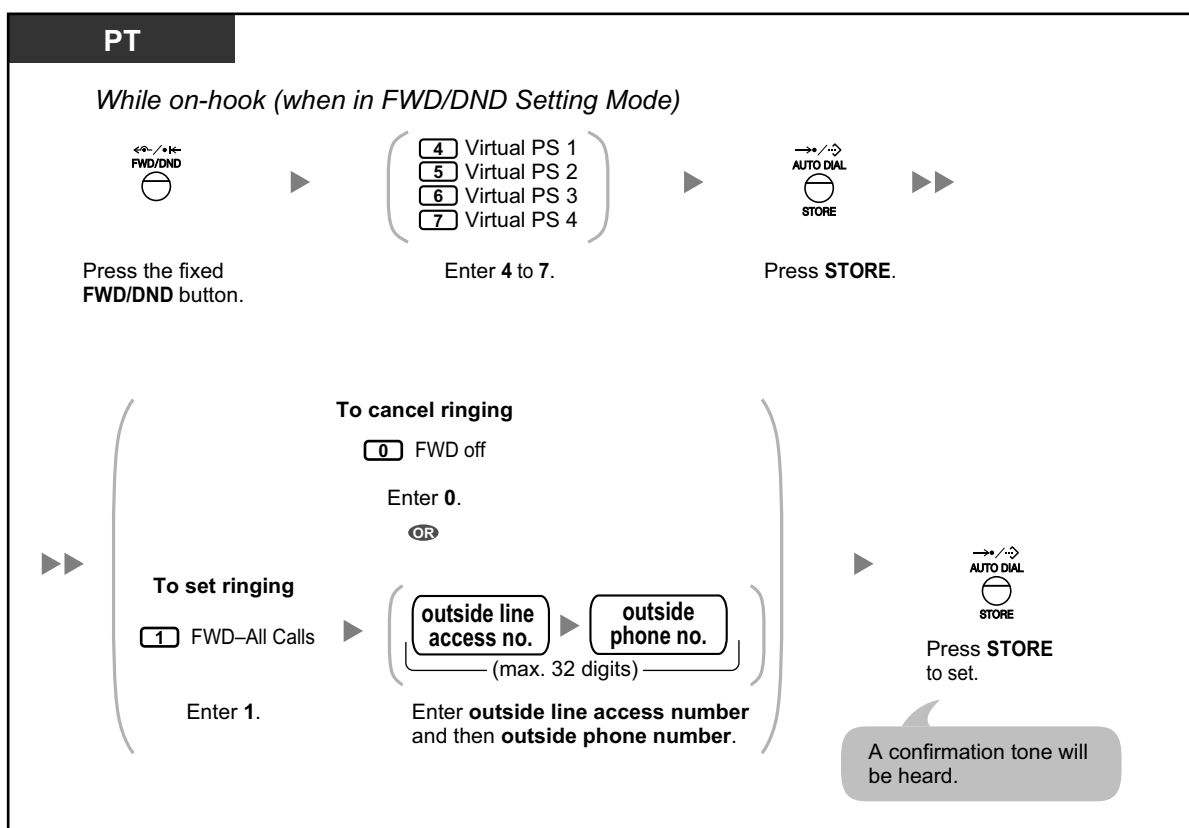 PT
While on-hook (when in FWD/DND Setting Mode)
FWD/DND
4 Virtual PS 1
5 Virtual PS 2
6 Virtual PS 3
7 Virtual PS 4
AUTO DIAL
STORE
Press the fixed
FWD/DND button.
Enter 4 to 7.
Press STORE.
To cancel ringing
0 FWD off
Enter 0.
OR
To set ringing
1 FWD–All Calls
Enter 1.
outside line
access no.
outside
phone no.
(max. 32 digits)
Enter outside line access number
and then outside phone number.
AUTO DIAL
STORE
Press STORE
to set.
A confirmation tone will
be heard.